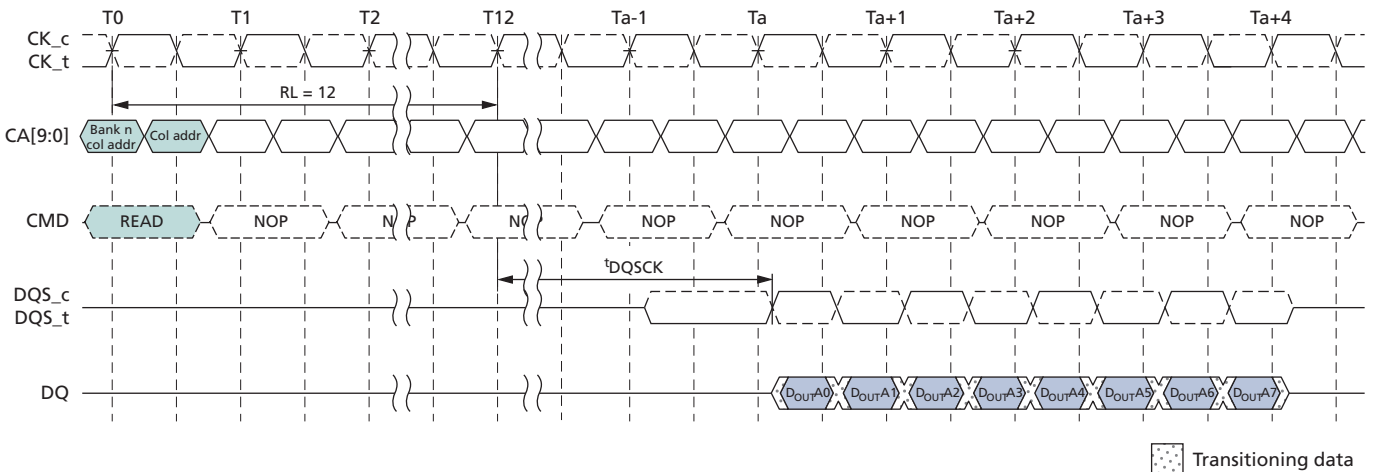 T0 T1 T2 T12 Ta-1 Ta Ta+1 Ta+2 Ta+3 Ta+4
CK_c
CK_t
RL = 12
CA[9:0] Bank n col addr Col addr
CMD READ NOP NOP NOP NOP NOP NOP NOP NOP NOP
tDQSCK
DQS_c
DQS_t
DQ DOUTA0 DOUTA1 DOUTA2 DOUTA3 DOUTA4 DOUTA5 DOUTA6 DOUTA7
Transitioning data